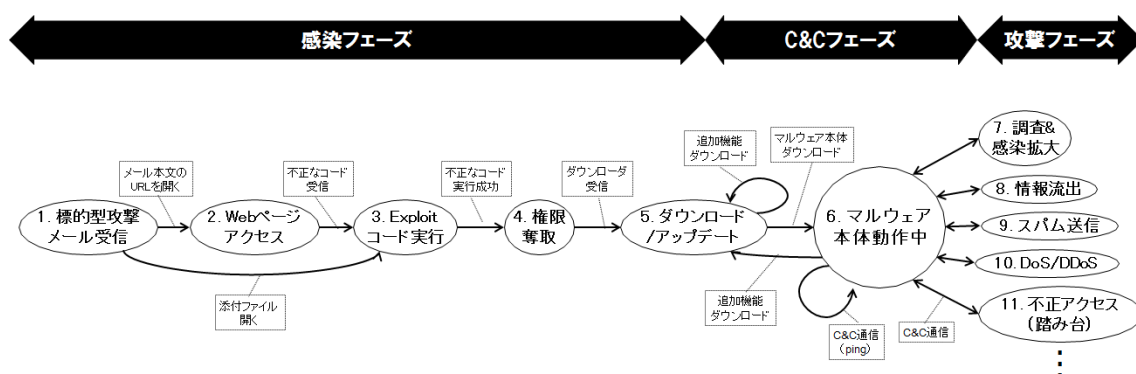 感染フェーズ
C&Cフェーズ
攻撃フェーズ
メール本文の
URLを開く
不正なコード
受信
不正なコード
実行成功
ダウンローダ
受信
追加機能
ダウンロード
マルウェア本体
ダウンロード
1. 標的型攻撃
メール受信
2. Webページ
アクセス
3. Exploit
コード実行
4. 権限
奪取
5. ダウンロード
/アップデート
6. マルウェア
本体動作中
7. 調査&
感染拡大
8. 情報流出
9. スパム送信
10. DoS/DDoS
11. 不正アクセス
(踏み台)
添付ファイル
開く
追加機能
ダウンロード
C&C通信
(ping)
C&C通信